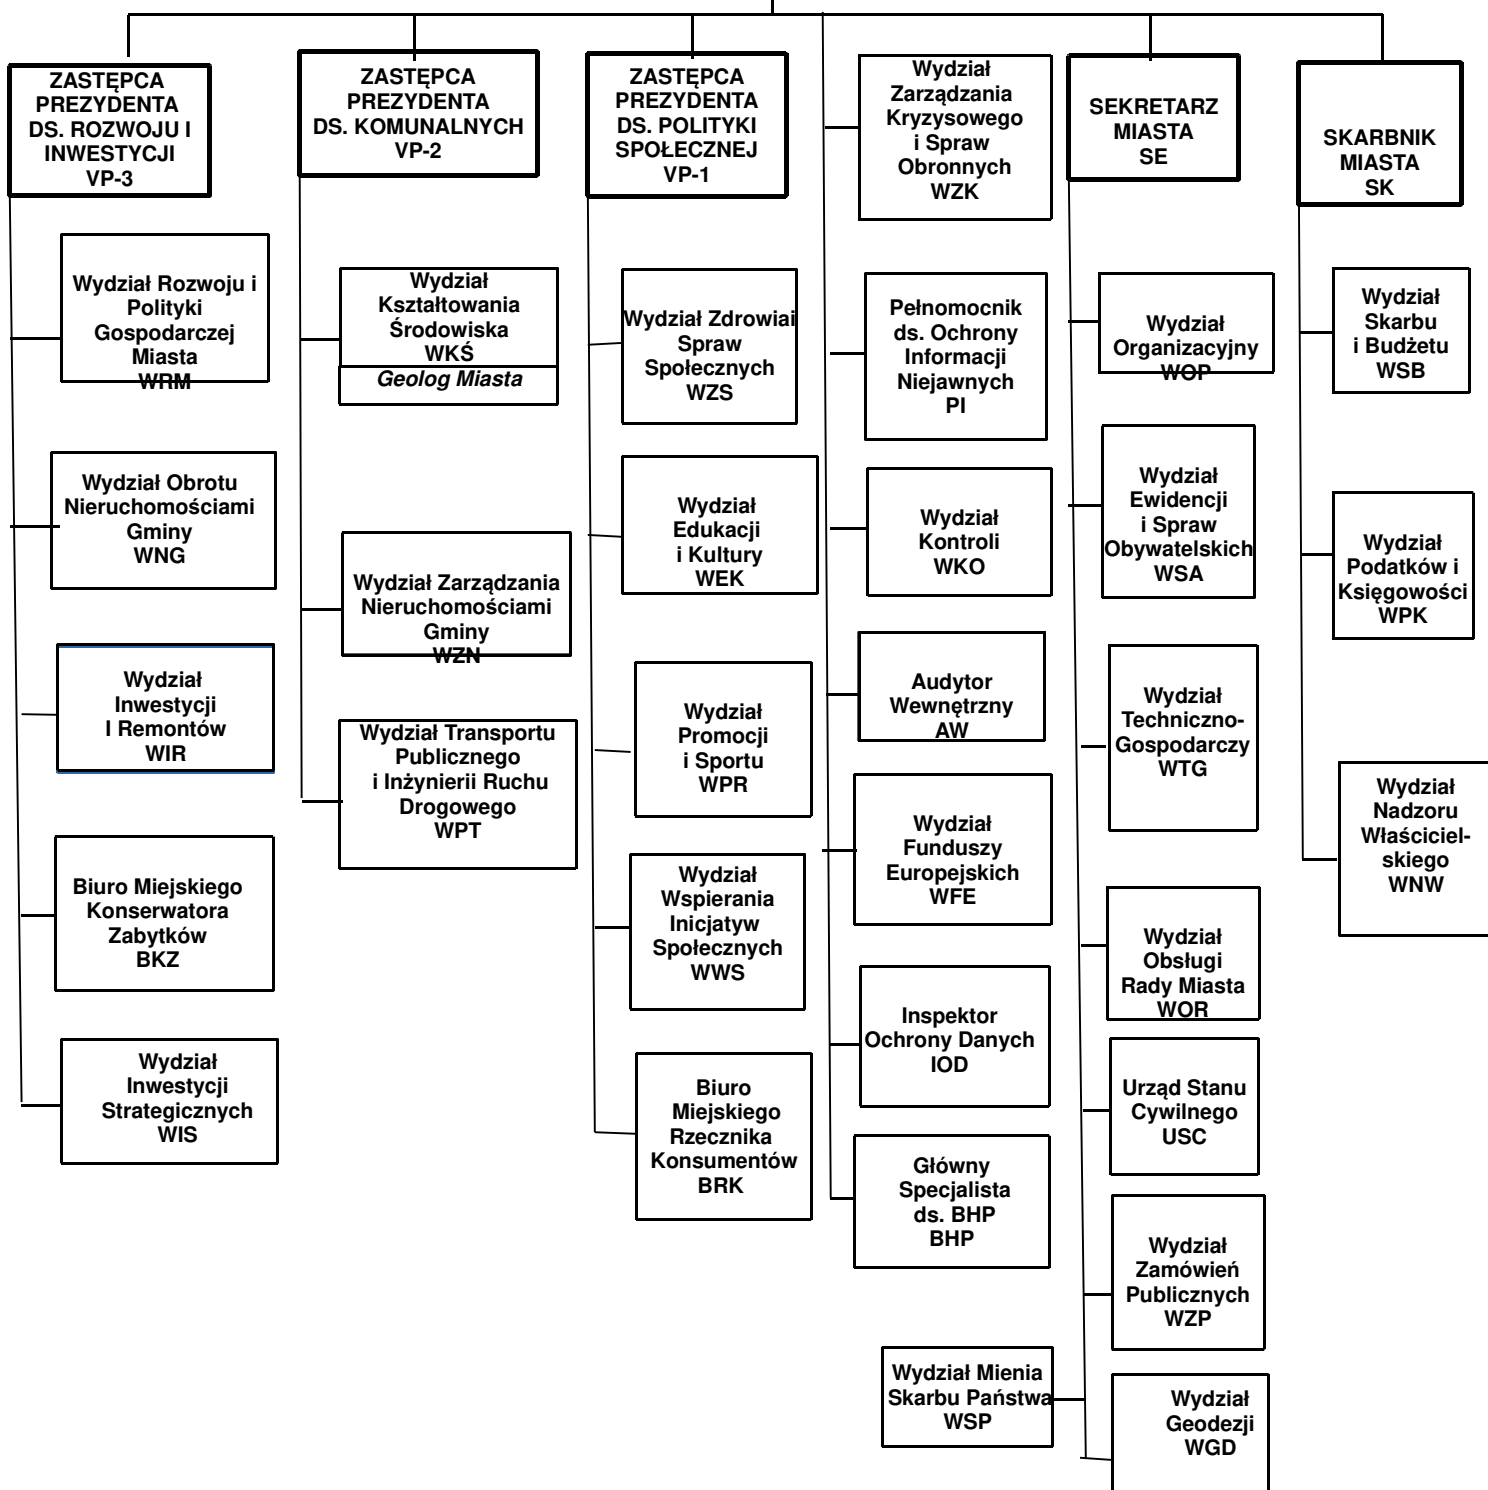 ZASTĘPCA
PREZYDENTA
DS. ROZWOJU I
INWESTYCJI
VP-3
Wydział Rozwoju i
Polityki
Gospodarczej
Miasta
WRM
Wydział Obrotu
Nieruchomościami
Gminy
WNG
Wydział
Inwestycji
I Remontów
WIR
Biuro Miejskiego
Konserwatora
Zabytków
BKZ
Wydział
Inwestycji
Strategicznych
WIS
ZASTĘPCA
PREZYDENTA
DS. KOMUNALNYCH
VP-2
Wydział
Kształtowania
Środowiska
WKŚ
Geolog Miasta
Wydział Zarządzania
Nieruchomościami
Gminy
WZN
Wydział Transportu
Publicznego
i Inżynierii Ruchu
Drogowego
WPT
ZASTĘPCA
PREZYDENTA
DS. POLITYKI
SPOŁECZNEJ
VP-1
Wydział Zdrowiai
Spraw
Społecznych
WZS
Wydział
Edukacji
i Kultury
WEK
Wydział
Promocji
i Sportu
WPR
Wydział
Wspierania
Inicjatyw
Społecznych
WWS
Biuro
Miejskiego
Rzecznika
Konsumentów
BRK
Wydział
Zarządzania
Kryzysowego
i Spraw
Obronnych
WZK
Pełnomocnik
ds. Ochrony
Informacji
Niejawnych
PI
Wydział
Kontroli
WKO
Audytor
Wewnętrzny
AW
Wydział
Funduszy
Europejskich
WFE
Inspektor
Ochrony Danych
IOD
Główny
Specjalista
ds. BHP
BHP
Wydział Mienia
Skarbu Państwa
WSP
SEKRETARZ
MIASTA
SE
Wydział
Organizacyjny
WOP
Wydział
Ewidencji
i Spraw
Obywatelskich
WSA
Wydział
Techniczno-
Gospodarczy
WTG
Wydział
Obsługi
Rady Miasta
WOR
Urząd Stanu
Cywilnego
USC
Wydział
Zamówień
Publicznych
WZP
Wydział
Geodezji
WGD
SKARBNIK
MIASTA
SK
Wydział
Skarbu
i Budżetu
WSB
Wydział
Podatków i
Księgowości
WPK
Wydział
Nadzoru
Właściciel-
skiego
WNW